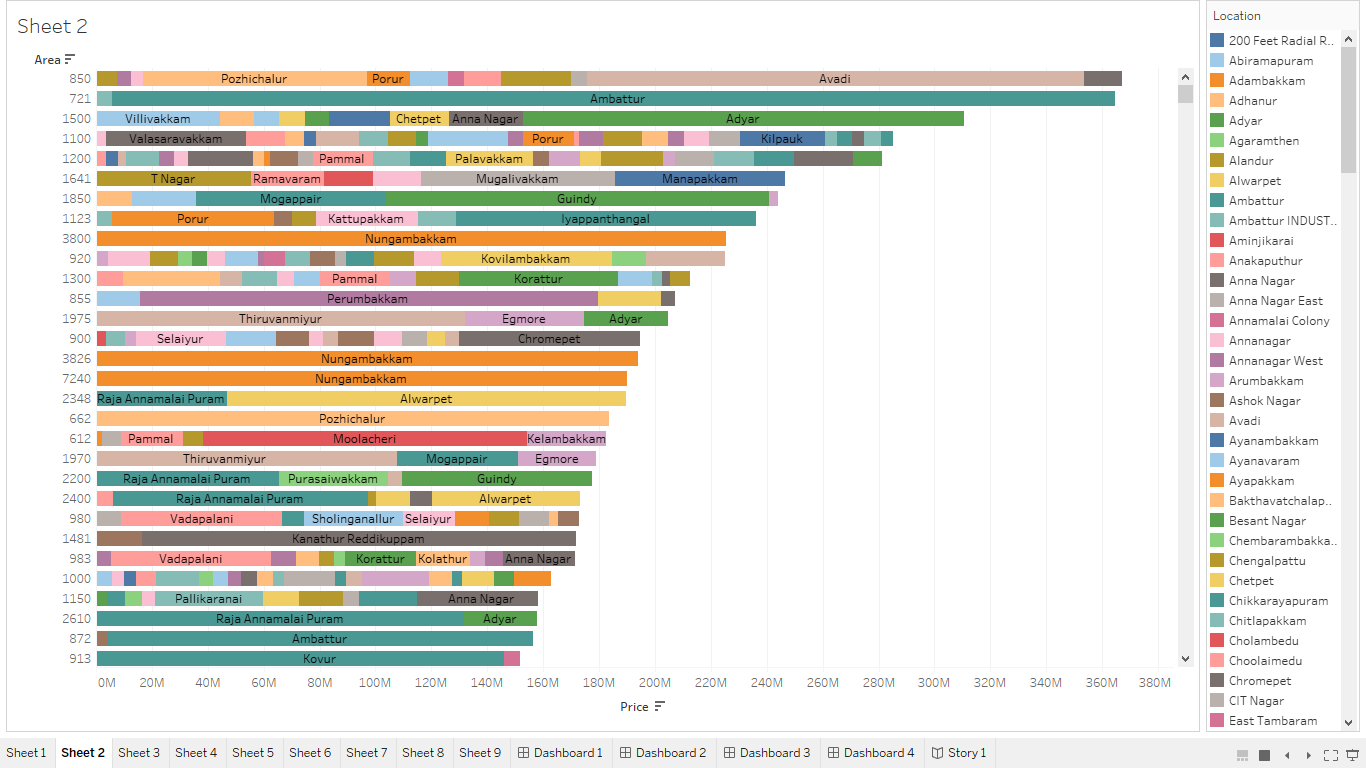 Sheet 2
Area
850 Pozhichalur Porur Avadi
721 Ambattur
1500 Villivakkam Chetpet Anna Nagar Adyar
1100 Valasaravakkam Porur Kilpauk
1200 Pammal Palavakkam
1641 T Nagar Ramavaram Mugalivakkam Manapakkam
1850 Mogappair Guindy
1123 Porur Kattupakkam Iyappanthangal
3800 Nungambakkam
920 Kovilambakkam
1300 Pammal Korattur
855 Perumbakkam
1975 Thiruvanmiyur Egmore Adyar
900 Selaiyur Chromepet
3826 Nungambakkam
7240 Nungambakkam
2348 Raja Annamalai Puram Alwarpet
662 Pozhichalur
612 Pammal Moolacheri Kelambakkam
1970 Thiruvanmiyur Mogappair Egmore
2200 Raja Annamalai Puram Purasaiwakkam Guindy
2400 Raja Annamalai Puram Alwarpet
980 Vadapalani Sholinganallur Selaiyur
1481 Kanathur Reddikuppam
983 Vadapalani Korattur Kolathur Anna Nagar
1000
1150 Pallikaranai Anna Nagar
2610 Raja Annamalai Puram Adyar
872 Ambattur
913 Kovur
0M 20M 40M 60M 80M 100M 120M 140M 160M 180M 200M 220M 240M 260M 280M 300M 320M 340M 360M 380M
Price
Location
200 Feet Radial R..
Abiramapuram
Adambakkam
Adhanur
Adyar
Agaramthen
Alandur
Alwarpet
Ambattur
Ambattur INDUST..
Aminjikarai
Anakaputhur
Anna Nagar
Anna Nagar East
Annamalai Colony
Annanagar
Annanagar West
Arumbakkam
Ashok Nagar
Avadi
Ayanambakkam
Ayanavaram
Ayapakkam
Bakthavatchalap..
Besant Nagar
Chembarambakka..
Chengalpattu
Chetpet
Chikkarayapuram
Chitlapakkam
Cholambedu
Choolaimedu
Chromepet
CIT Nagar
East Tambaram
Sheet 1 Sheet 2 Sheet 3 Sheet 4 Sheet 5 Sheet 6 Sheet 7 Sheet 8 Sheet 9 Dashboard 1 Dashboard 2 Dashboard 3 Dashboard 4 Story 1